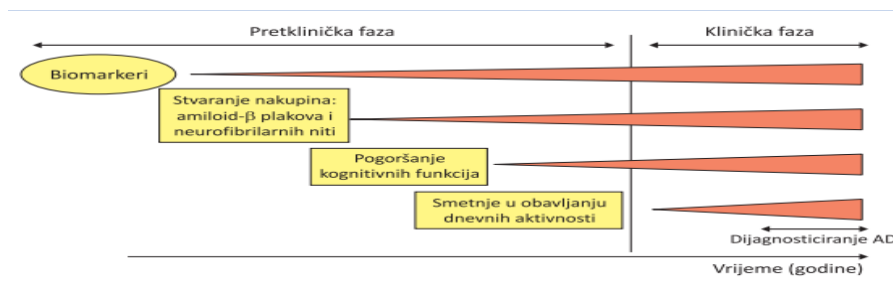 Pretklinička faza
Klinička faza
Biomarkeri
Stvaranje nakupina:
amiloid-β plakova i
neurofibrilarnih niti
Pogoršanje
kognitivnih funkcija
Smetnje u obavljanju
dnevnih aktivnosti
Dijagnosticiranje AD
Vrijeme (godine)